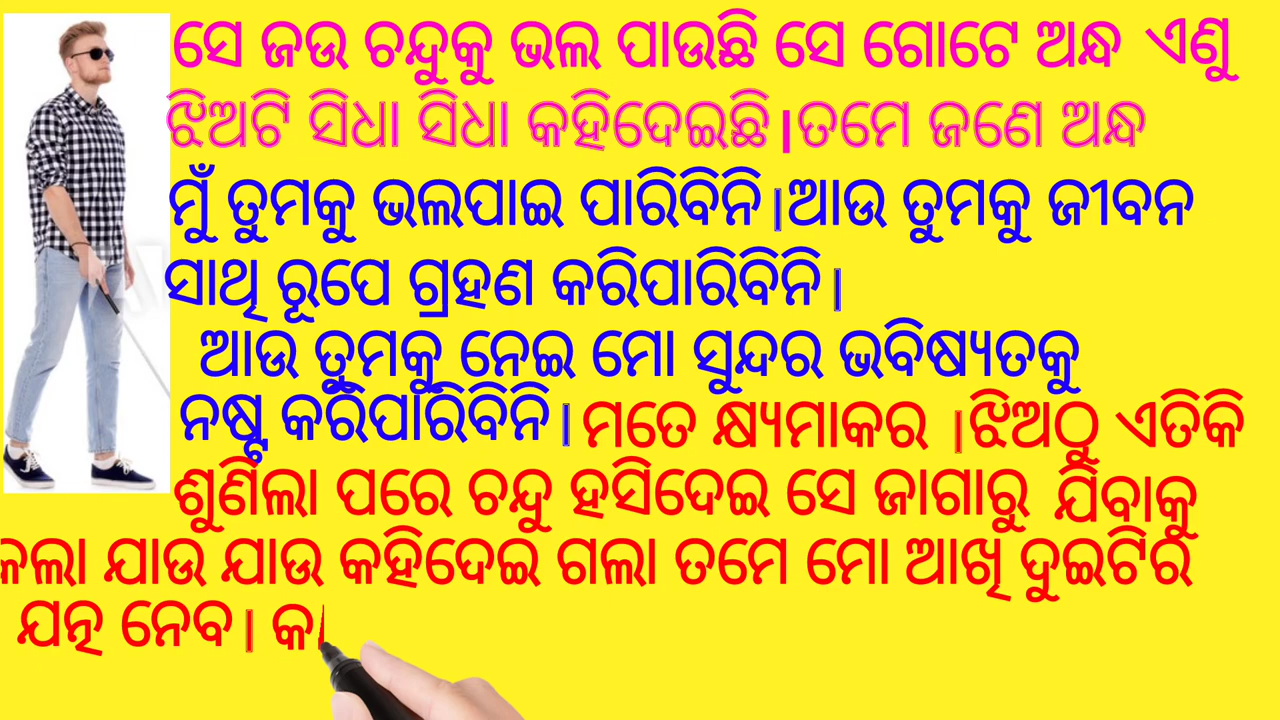 ସେ ଜଉ ଚନ୍ଦୁକୁ ଭଲ ପାଉଛି ସେ ଗୋଟେ ଅନ୍ଧ ଏଣୁ
ଝିଅଟି ସିଧା ସିଧା କହିଦେଇଛି।ତମେ ଜଣେ ଅନ୍ଧ
ମୁଁ ତୁମକୁ ଭଲପାଇ ପାରିବିନି।ଆଉ ତୁମକୁ ଜୀବନ
ସାଥି ରୂପେ ଗ୍ରହଣ କରିପାରିବିନି।
ଆଉ ତୁମକୁ ନେଇ ମୋ ସୁନ୍ଦର ଭବିଷ୍ୟତକୁ
ନଷ୍ଟ କରିପାରିବିନି।ମତେ କ୍ଷ୍ୟମାକର ।ଝିଅଠୁ ଏତିକି
ଶୁଣିଲା ପରେ ଚନ୍ଦୁ ହସିଦେଇ ସେ ଜାଗାରୁ ଯିବାକୁ
ଲଲା ଯାଉ ଯାଉ କହିଦେଇ ଗଲା ତମେ ମୋ ଆଖି ଦୁଇଟିର
ଯତ୍ନ ନେବ। କା